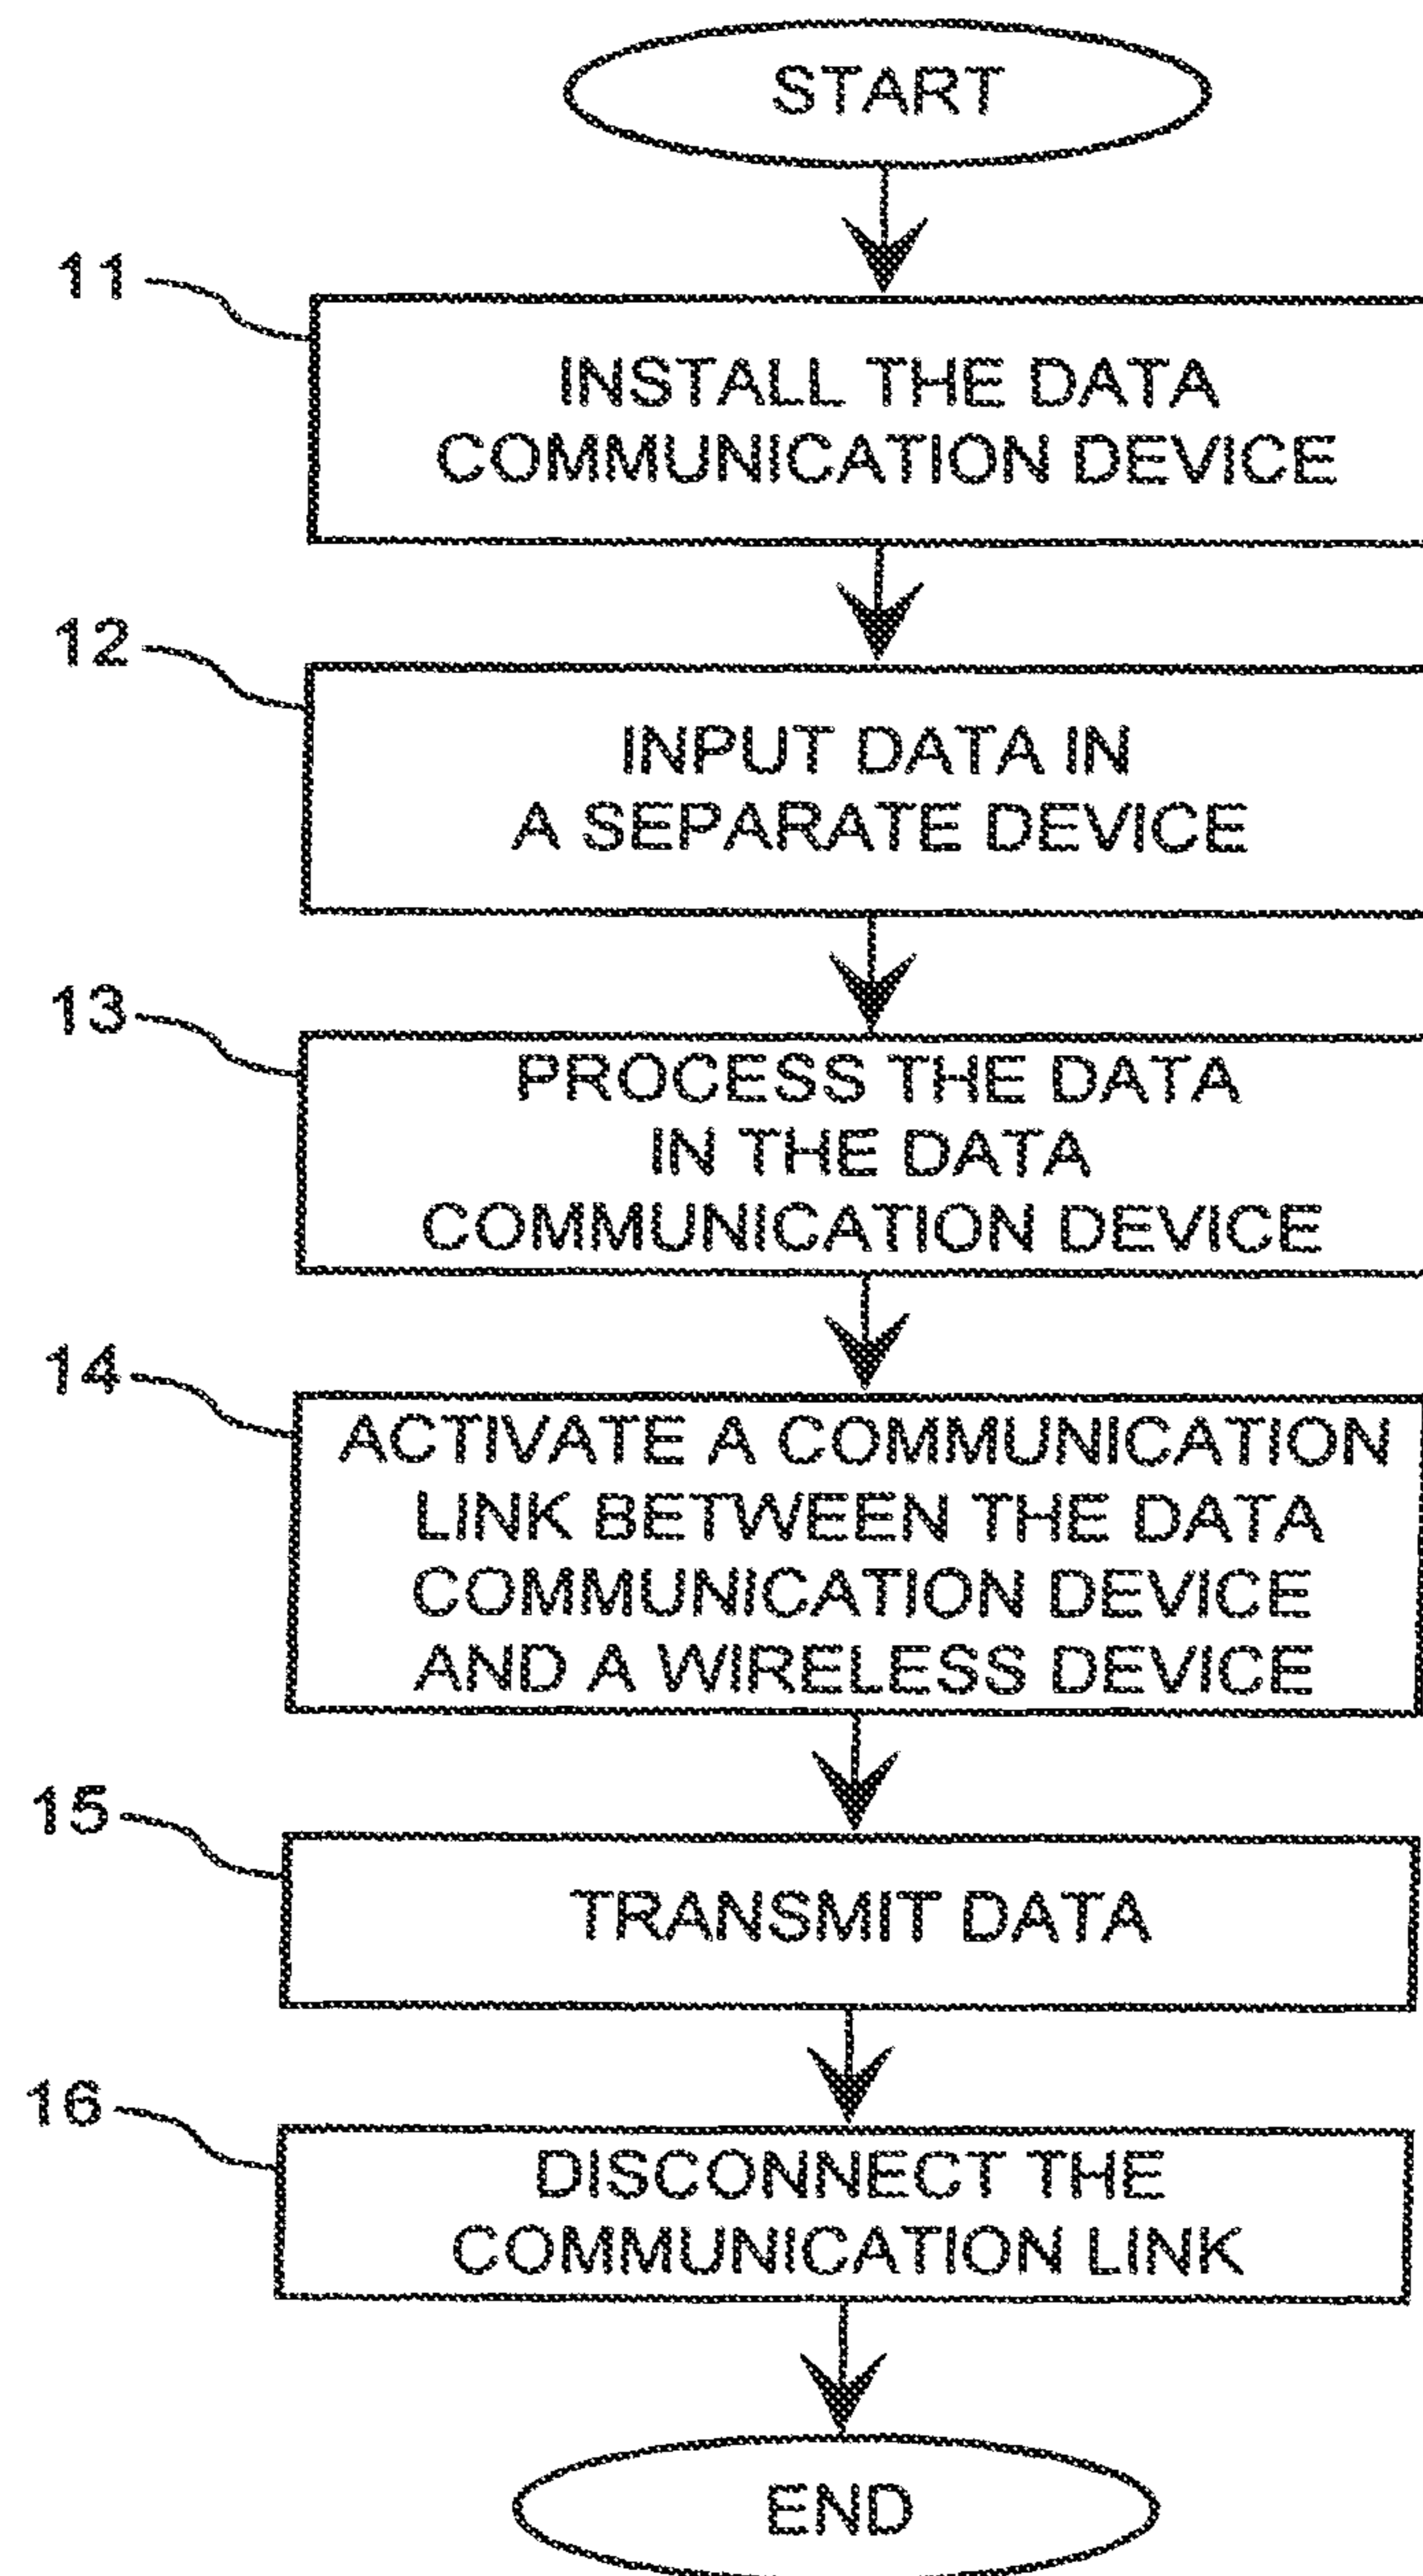 START
11
INSTALL THE DATA
COMMUNICATION DEVICE
12
INPUT DATA IN
A SEPARATE DEVICE
13
PROCESS THE DATA
IN THE DATA
COMMUNICATION DEVICE
14
ACTIVATE A COMMUNICATION
LINK BETWEEN THE DATA
COMMUNICATION DEVICE
AND A WIRELESS DEVICE
15
TRANSMIT DATA
16
DISCONNECT THE
COMMUNICATION LINK
END